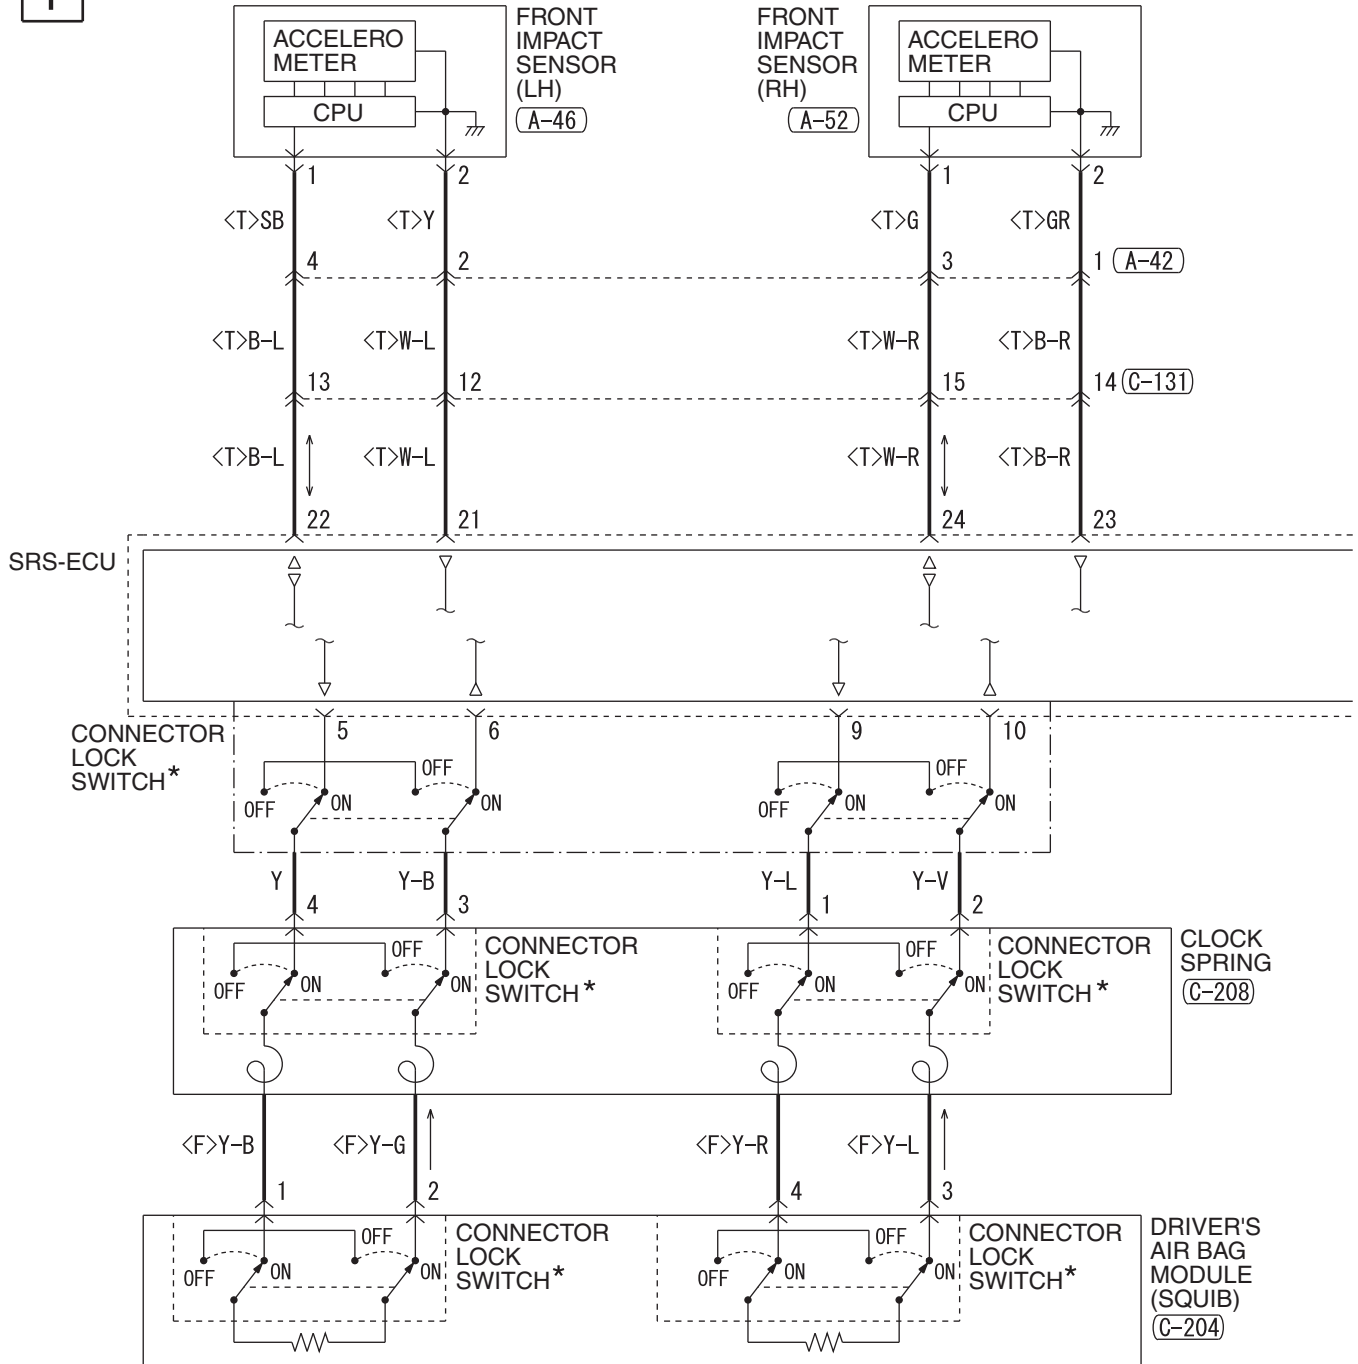 ACCELERO
METER
CPU
FRONT
IMPACT
SENSOR
(LH)
A-46
FRONT
IMPACT
SENSOR
(RH)
A-52
ACCELERO
METER
CPU
1 2 1 2
<T>SB <T>Y <T>G <T>GR
4 2 3 1 A-42
<T>B-L <T>W-L <T>W-R <T>B-R
13 12 15 14 C-131
<T>B-L <T>W-L <T>W-R <T>B-R
22 21 24 23
SRS-ECU
CONNECTOR
LOCK
SWITCH*
5 6 9 10
OFF OFF
OFF ON ON OFF ON ON
Y Y-B Y-L Y-V
4 3 1 2
OFF OFF
OFF ON ON OFF ON ON
CONNECTOR
LOCK
SWITCH*
CONNECTOR
LOCK
SWITCH*
CLOCK
SPRING
C-208
<F>Y-B <F>Y-G <F>Y-R <F>Y-L
1 2 4 3
OFF OFF
OFF ON ON OFF ON ON
CONNECTOR
LOCK
SWITCH*
CONNECTOR
LOCK
SWITCH*
DRIVER'S
AIR BAG
MODULE
(SQUIB)
C-204